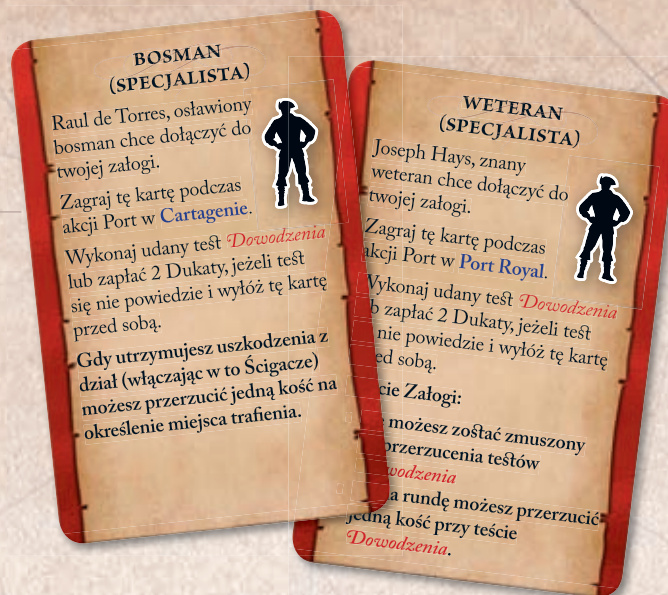 BOSMAN
(SPECJALISTA)
Raul de Torres, osławiony
bosman chce dołączyć do
twojej załogi.
Zagraj tę kartę podczas
akcji Port w Cartagenie.
Wykonaj udany test Dowodzenia
lub zapłać 2 Dukaty, jeżeli test
się nie powiedzie i wyłóż tę kartę
przed sobą.
Gdy utrzymujesz uszkodzenia z
dział (włączając w to Ścigacze)
możesz przerzucić jedną kość na
określenie miejsca trafienia.
WETERAN
(SPECJALISTA)
Joseph Hays, znany
weteran chce dołączyć do
twojej załogi.
Zagraj tę kartę podczas
akcji Port w Port Royal.
Wykonaj udany test Dowodzenia
b zapłać 2 Dukaty, jeżeli test
nie powiedzie i wyłóż tę kartę
ed sobą.
cie Załogi:
możesz zostać zmuszony
przerzucenia testów
wodzenia
a rundę możesz przerzucić
jedną kość przy teście
Dowodzenia.